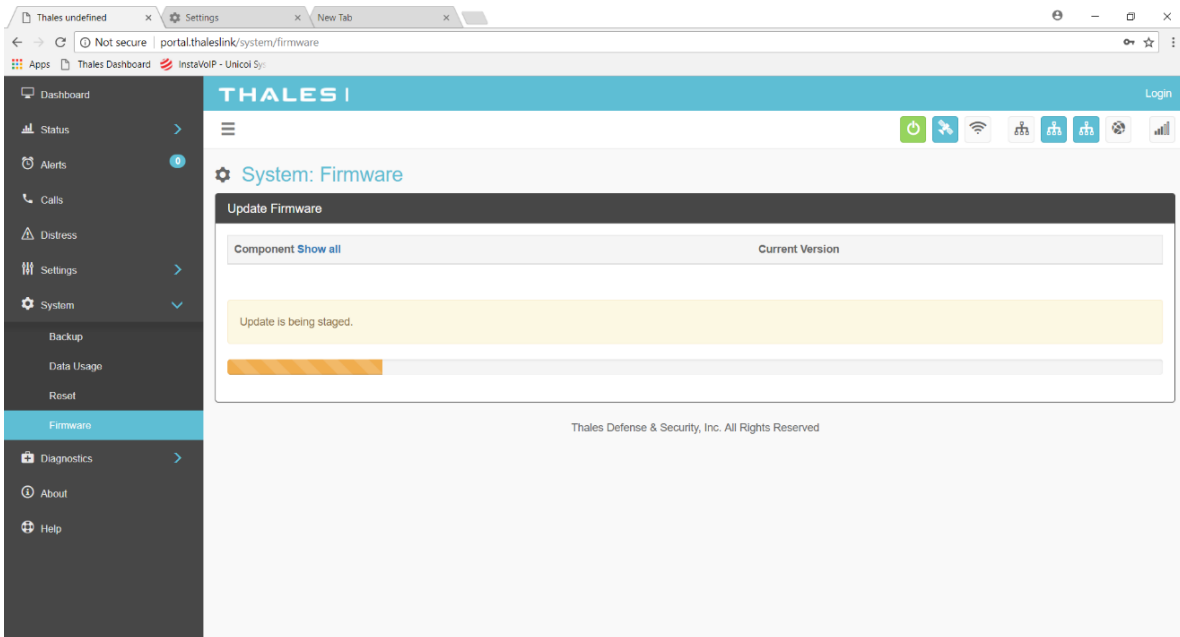 Thales undefined
Settings
New Tab
Not secure portal.thaleslink/system/firmware
Apps Thales Dashboard InstaVoIP - Unicoi Sy
Dashboard
THALES
Login
Status
Alerts 0
System: Firmware
Calls
Update Firmware
Distress
Component Show all
Current Version
Settings
System
Update is being staged.
Backup
Data Usage
Reset
Firmware
Thales Defense & Security, Inc. All Rights Reserved
Diagnostics
About
Help